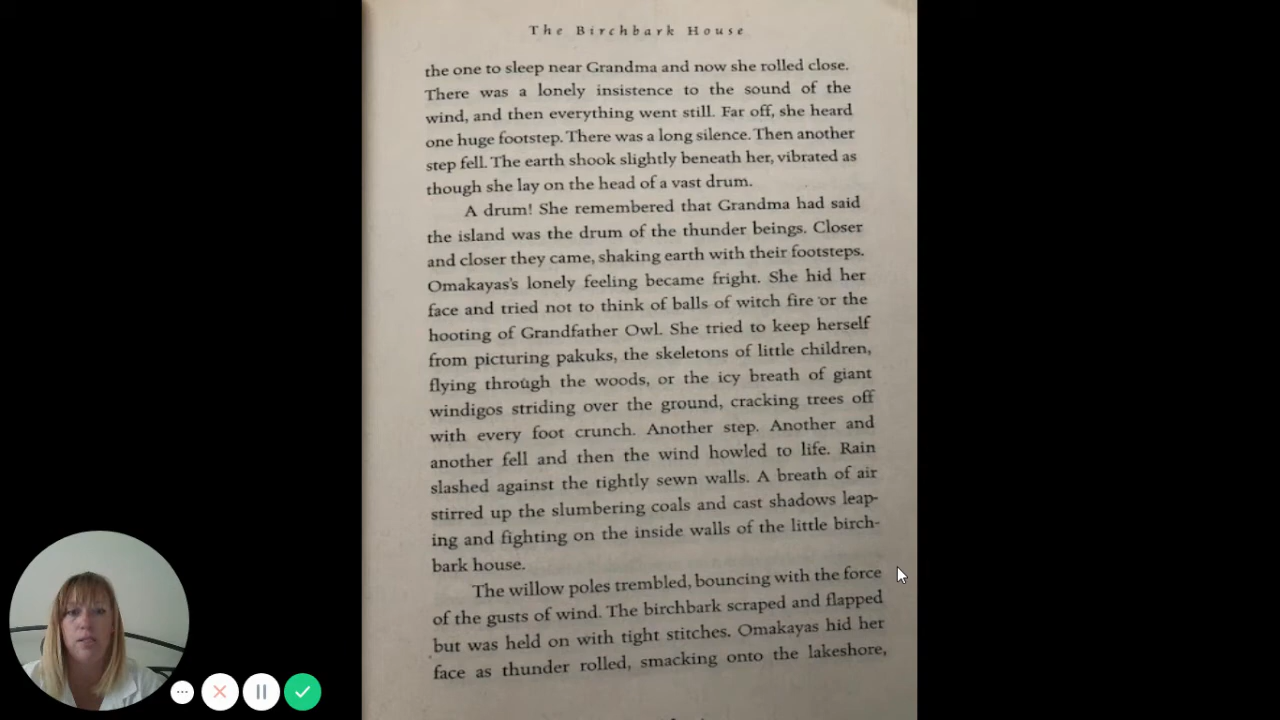 The Birchbark House
the one to sleep near Grandma and now she rolled close.
There was a lonely insistence to the sound of the
wind, and then everything went still. Far off, she heard
one huge footstep. There was a long silence. Then another
step fell. The earth shook slightly beneath her, vibrated as
though she lay on the head of a vast drum.
A drum! She remembered that Grandma had said
the island was the drum of the thunder beings. Closer
and closer they came, shaking earth with their footsteps.
Omakayas's lonely feeling became fright. She hid her
face and tried not to think of balls of witch fire or the
hooting of Grandfather Owl. She tried to keep herself
from picturing pakuks, the skeletons of little children,
flying through the woods, or the icy breath of giant
windigos striding over the ground, cracking trees off
with every foot crunch. Another step. Another and
another fell and then the wind howled to life. Rain
slashed against the tightly sewn walls. A breath of air
stirred up the slumbering coals and cast shadows leap-
ing and fighting on the inside walls of the little birch-
bark house.
The willow poles trembled, bouncing with the force
of the gusts of wind. The birchbark scraped and flapped
but was held on with tight stitches. Omakayas hid her
face as thunder rolled, smacking onto the lakeshore,